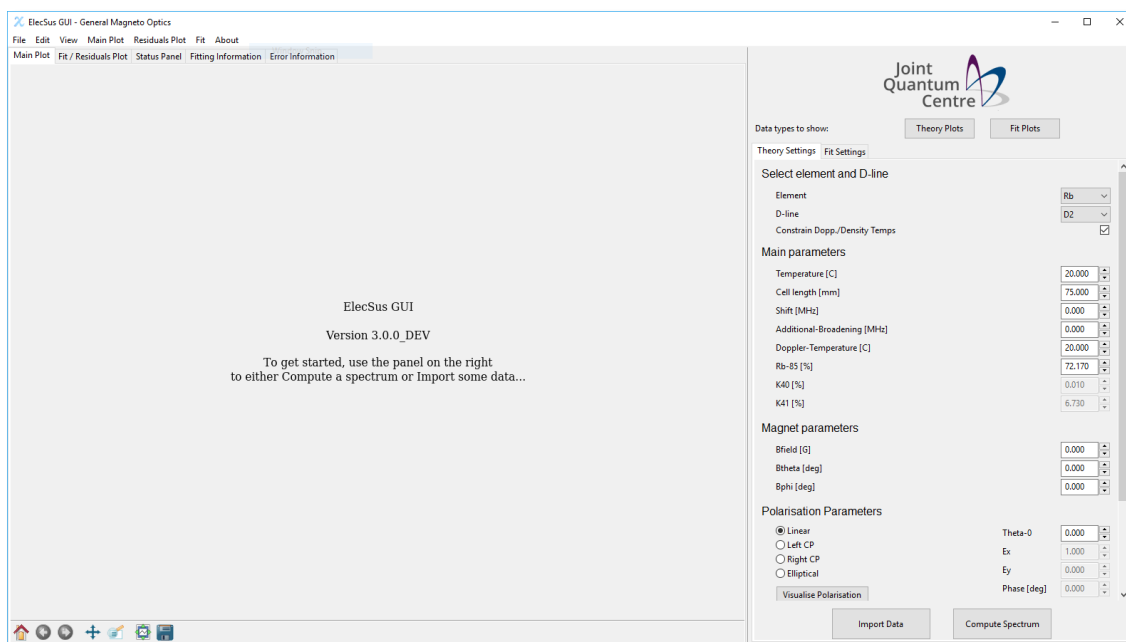 ElecSus GUI - General Magneto Optics
File Edit View Main Plot Residuals Plot Fit About
Main Plot Fit / Residuals Plot Status Panel Fitting Information Error Information
ElecSus GUI
Version 3.0.0_DEV
To get started, use the panel on the right
to either Compute a spectrum or Import some data...
Joint
Quantum
Centre
Data types to show: Theory Plots Fit Plots
Theory Settings Fit Settings
Select element and D-line
Element Rb
D-line D2
Constrain Dopp./Density Temps
Main parameters
Temperature [C] 20.000
Cell length [mm] 75.000
Shift [MHz] 0.000
Additional-Broadening [MHz] 0.000
Doppler-Temperature [C] 20.000
Rb-85 [%] 72.170
K40 [%] 0.010
K41 [%] 6.730
Magnet parameters
Bfield [G] 0.000
Btheta [deg] 0.000
Bphi [deg] 0.000
Polarisation Parameters
Linear Theta-0 0.000
Left CP Ex 1.000
Right CP Ey 0.000
Elliptical Phase [deg] 0.000
Visualise Polarisation
Import Data Compute Spectrum